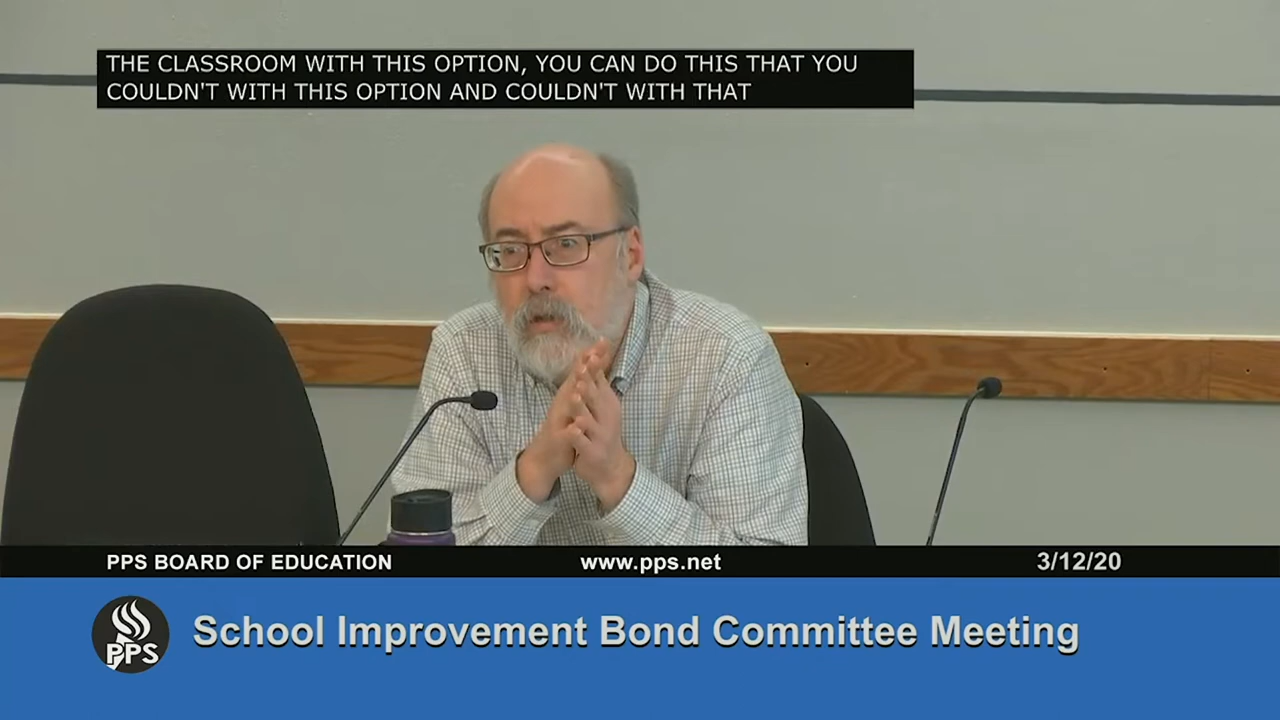 THE CLASSROOM WITH THIS OPTION, YOU CAN DO THIS THAT YOU
COULDN'T WITH THIS OPTION AND COULDN'T WITH THAT
PPS BOARD OF EDUCATION www.pps.net 3/12/20
PPS School Improvement Bond Committee Meeting